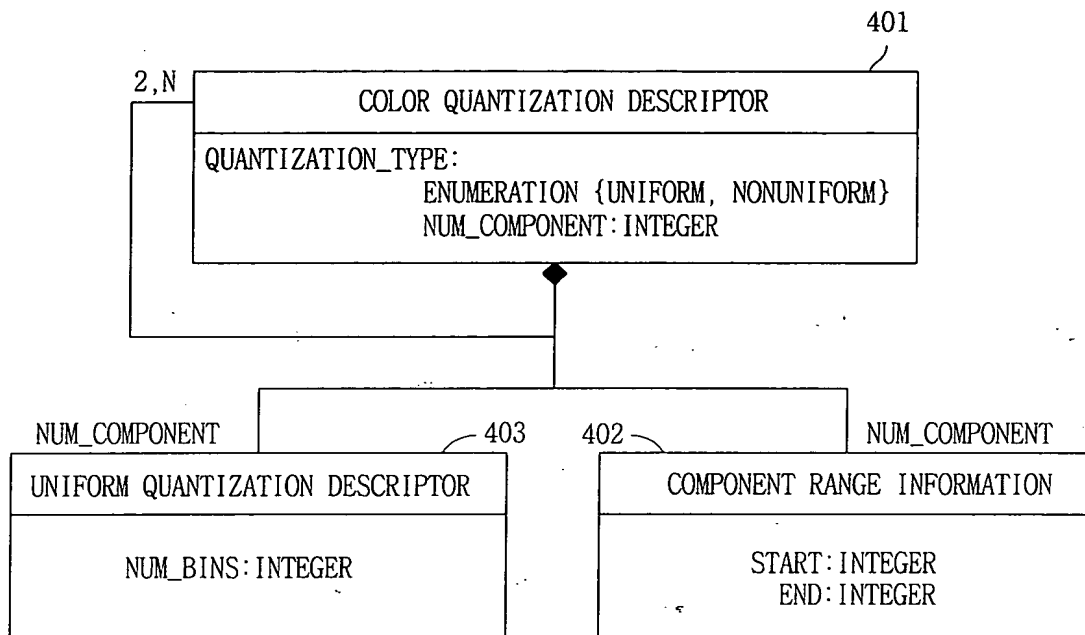 401
2,N
COLOR QUANTIZATION DESCRIPTOR
QUANTIZATION_TYPE:
ENUMERATION {UNIFORM, NONUNIFORM}
NUM_COMPONENT:INTEGER
NUM_COMPONENT
403
402
NUM_COMPONENT
UNIFORM QUANTIZATION DESCRIPTOR
COMPONENT RANGE INFORMATION
NUM_BINS:INTEGER
START:INTEGER
END:INTEGER